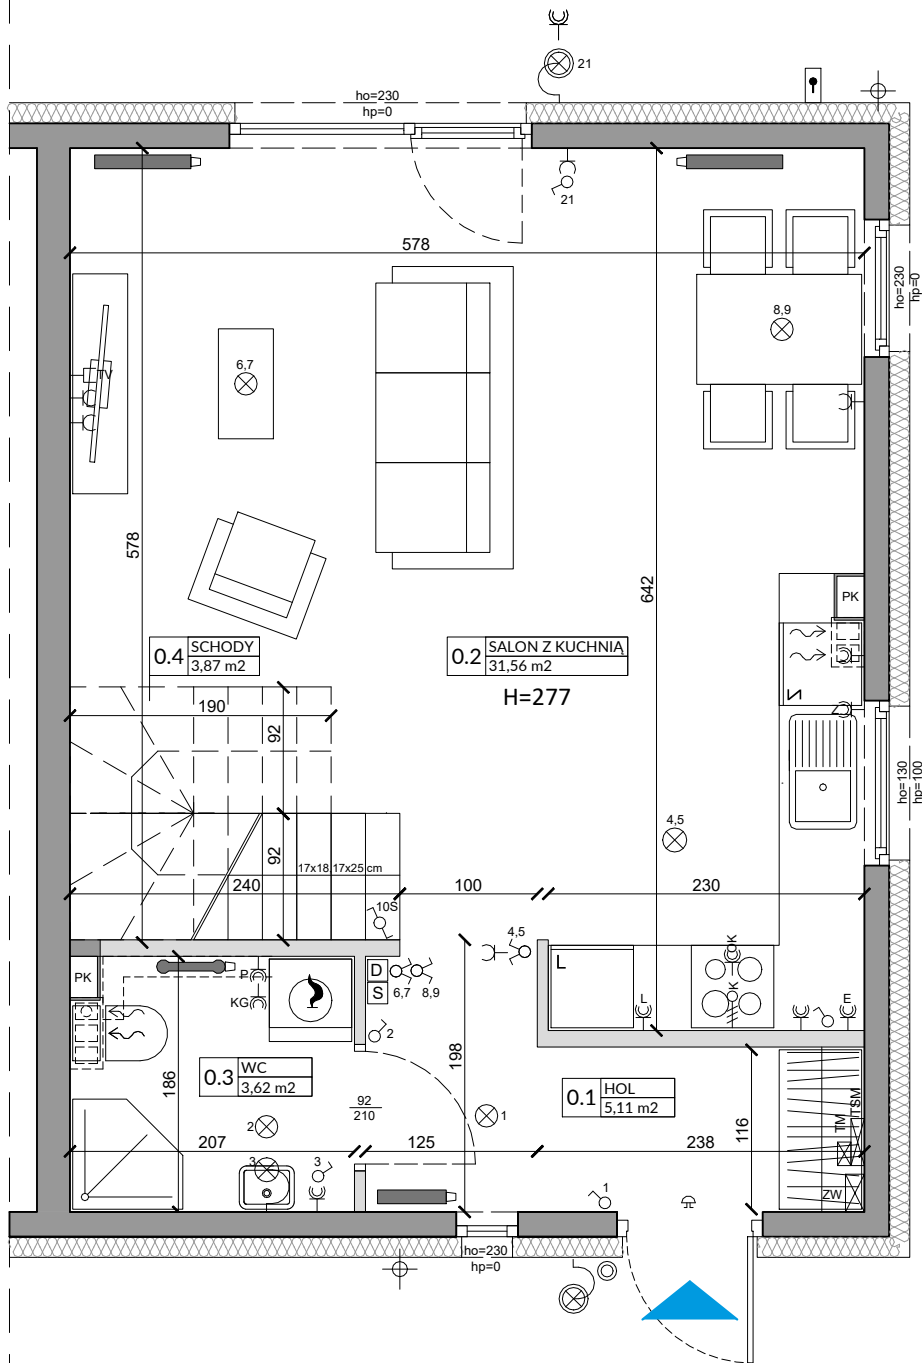 21
ho=230
hp=0
21
578
ho=230
hp=0
8,9
6,7
TV
578
642
PK
0.4 SCHODY
3,87 m2
0.2 SALON Z KUCHNIĄ
31,56 m2
H=277
190
92
ho=130
hp=100
4,5
92
17x18,17x25 cm
240
100
230
10S
4,5
OK
L
PK
P
D
S
6,7
8,9
KG
K
L
E
2
198
186
0.3 WC
3,62 m2
0.1 HOL
5,11 m2
92
210
1
2
116
TM
TSM
207
125
238
3
3
1
ZW
ho=230
hp=0